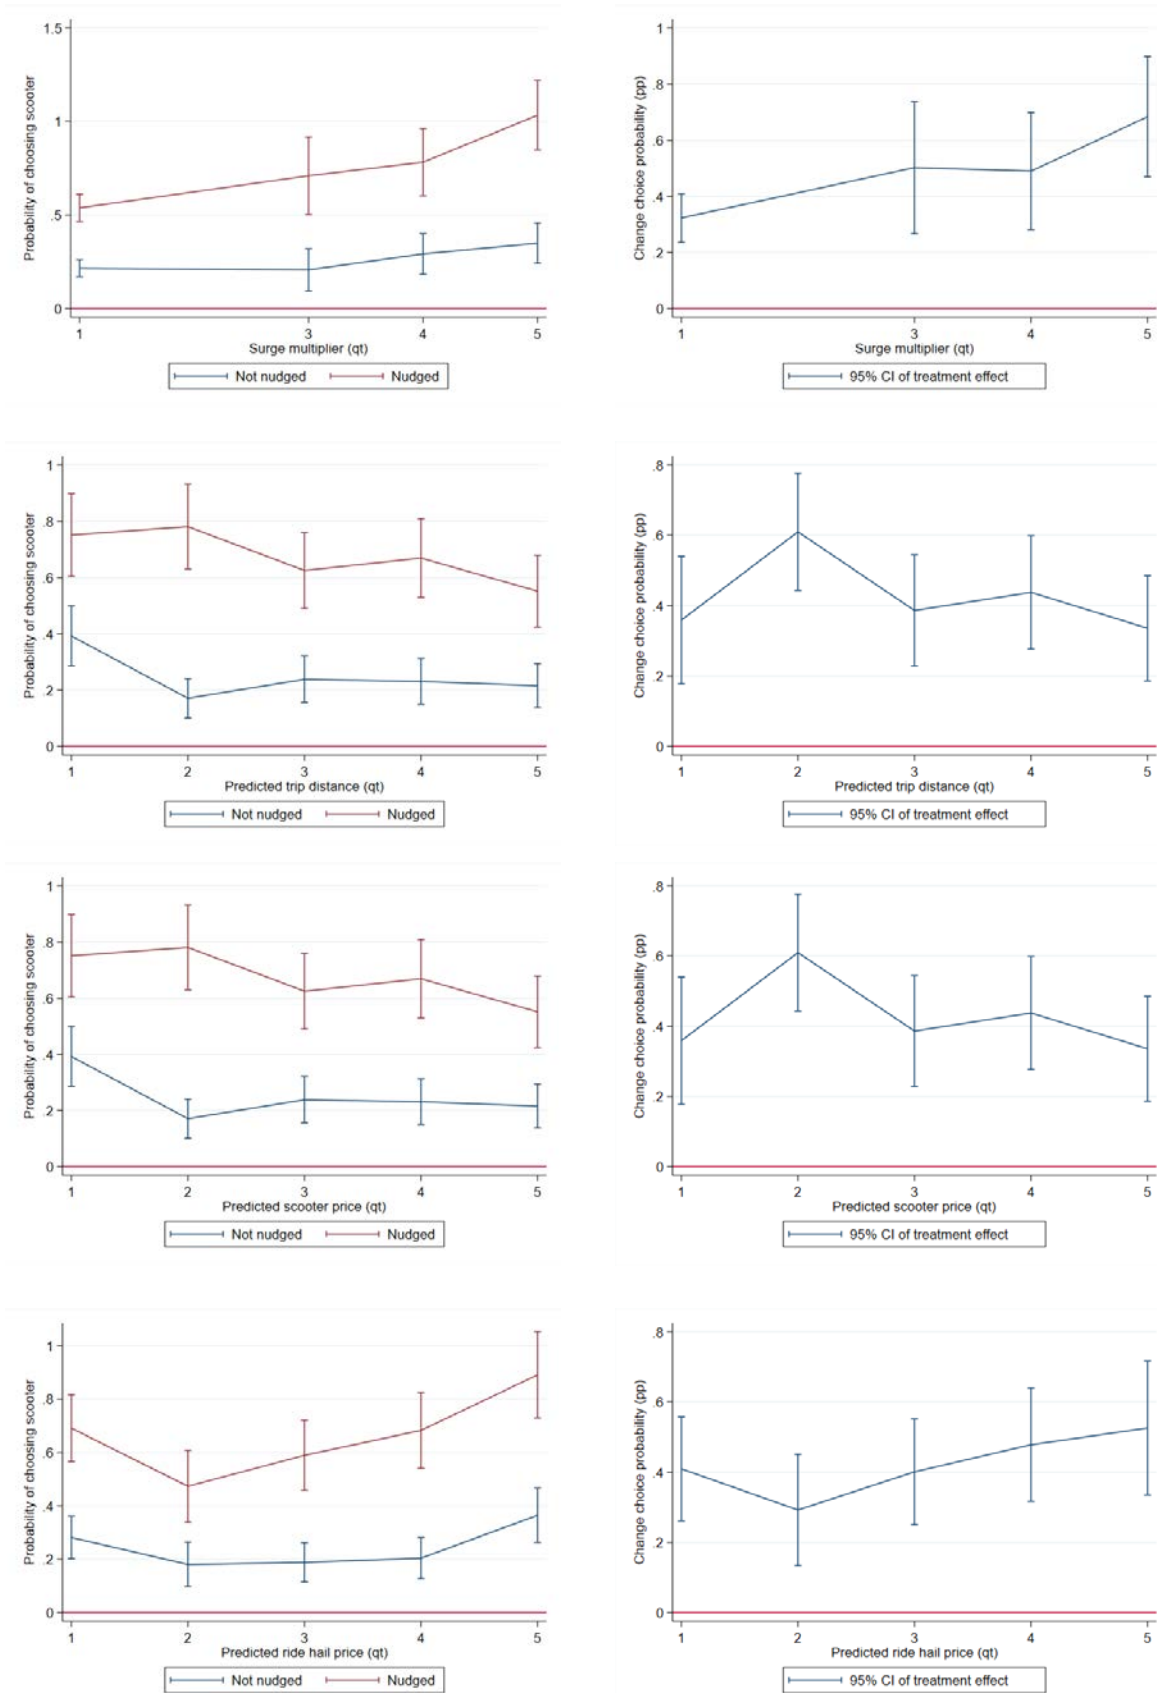 Probability of choosing scooter
1.5
1
.5
0
1 3 4 5
Surge multiplier (qt)
Not nudged Nudged
Change choice probability (pp)
1
.8
.6
.4
.2
0
1 3 4 5
Surge multiplier (qt)
95% CI of treatment effect
Probability of choosing scooter
1
.8
.6
.4
.2
0
1 2 3 4 5
Predicted trip distance (qt)
Not nudged Nudged
Change choice probability (pp)
.8
.6
.4
.2
0
1 2 3 4 5
Predicted trip distance (qt)
95% CI of treatment effect
Probability of choosing scooter
1
.8
.6
.4
.2
0
1 2 3 4 5
Predicted scooter price (qt)
Not nudged Nudged
Change choice probability (pp)
.8
.6
.4
.2
0
1 2 3 4 5
Predicted scooter price (qt)
95% CI of treatment effect
Probability of choosing scooter
1
.8
.6
.4
.2
0
1 2 3 4 5
Predicted ride hail price (qt)
Not nudged Nudged
Change choice probability (pp)
.8
.6
.4
.2
0
1 2 3 4 5
Predicted ride hail price (qt)
95% CI of treatment effect